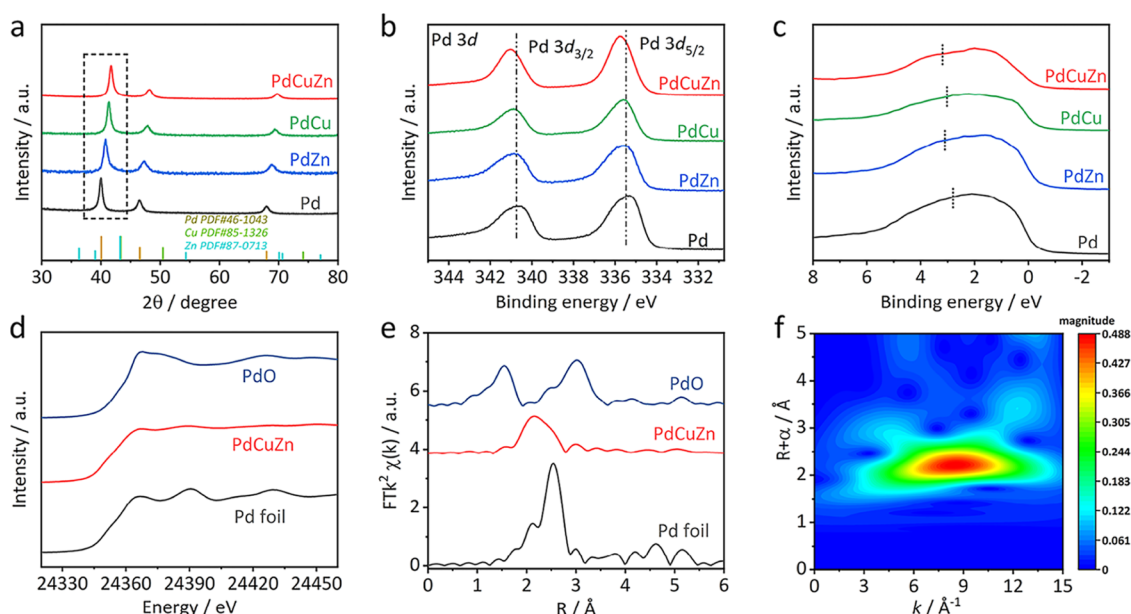 a
Intensity / a.u.
PdCuZn
PdCu
PdZn
Pd
Pd PDF#46-1043
Cu PDF#85-1326
Zn PDF#87-0713
30 40 50 60 70 80
2θ / degree
b
Intensity / a.u.
Pd 3d Pd 3d3/2 Pd 3d5/2
PdCuZn
PdCu
PdZn
Pd
344 341 338 335 332
Binding energy / eV
c
Intensity / a.u.
PdCuZn
PdCu
PdZn
Pd
8 6 4 2 0 -2
Binding energy / eV
d
Intensity / a.u.
PdO
PdCuZn
Pd foil
24330 24360 24390 24420 24450
Energy / eV
e
FTk² χ(k) / a.u.
8
6
4
2
0
PdO
PdCuZn
Pd foil
0 1 2 3 4 5 6
R / Å
f
R+α / Å
5
4
3
2
1
0
0 3 6 9 12 15
k / Å-1
magnitude
0.488
0.427
0.366
0.305
0.244
0.183
0.122
0.061
0